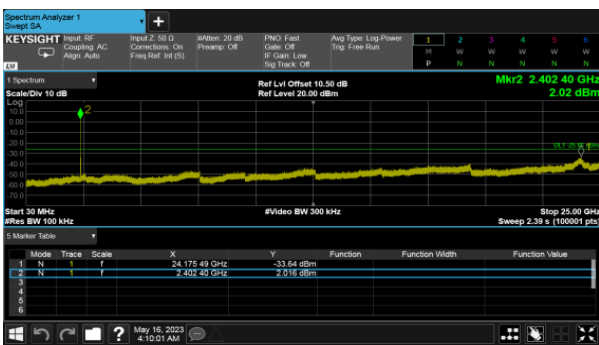 Spectrum Analyzer 1
Swept SA
KEYSIGHT Input: RF Input Z: 50 Ω #Atten: 20 dB PNO: Fast Avg Type: Log-Power 1 2 3 4 5 6
Coupling: AC Corrections: On Preamp: Off Gate: Off Trig: Free Run M W W W W W
Align: Auto Freq Ref: Int (S) IF Gain: Low P N N N N N
Sig Track: Off
LXI
1 Spectrum Mkr2 2.402 40 GHz
Ref Lvl Offset 10.50 dB
Scale/Div 10 dB Ref Level 20.00 dBm 2.02 dBm
Log
10.0
0.00
-10.0
-20.0
-30.0
-40.0
-50.0
-60.0
-70.0
2
1
Start 30 MHz #Video BW 300 kHz Stop 25.00 GHz
#Res BW 100 kHz Sweep 2.39 s (100001 pts)
5 Marker Table
Mode Trace Scale X Y Function Function Width Function Value
1 N 1 f 24.175 49 GHz -33.64 dBm
2 N 1 f 2.402 40 GHz 2.016 dBm
3
4
5
6
? May 16, 2023
4:10:01 AM